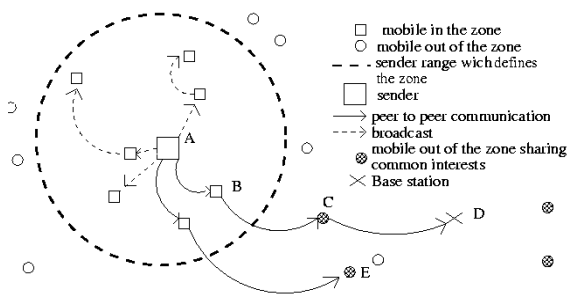 mobile in the zone
mobile out of the zone
sender range wich defines
the zone
sender
peer to peer communication
broadcast
mobile out of the zone sharing
common interests
Base station
A
B
C
D
E